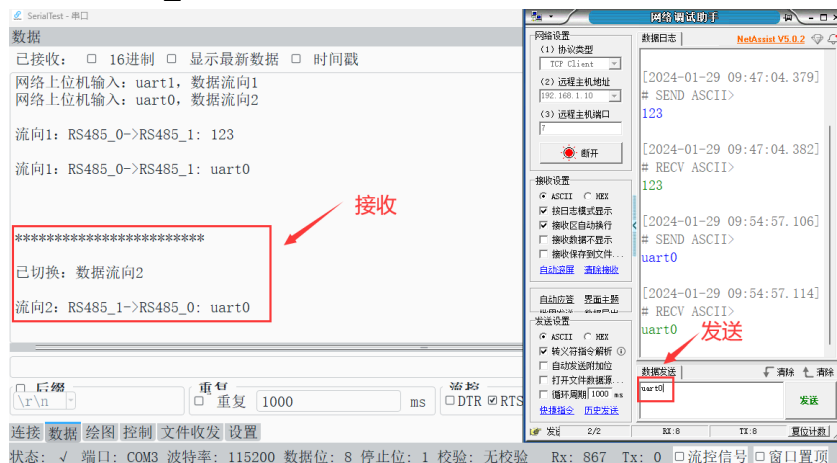 SerialTest - 串口
数据
已接收： 16进制 显示最新数据 时间戳
网络上位机输入：uart1，数据流向1
网络上位机输入：uart0，数据流向2
流向1：RS485_0->RS485_1: 123
流向1：RS485_0->RS485_1: uart0
接收
************************
已切换：数据流向2
流向2：RS485_1->RS485_0: uart0
后缀
\r\n
重复
重复 1000 ms
流控
DTR RTS
连接 数据 绘图 控制 文件收发 设置
状态：√ 端口：COM3 波特率：115200 数据位：8 停止位：1 校验：无校验 Rx: 867 Tx: 0 流控信号 窗口置顶
网络调试助手
网络设置
(1) 协议类型
TCP Client
(2) 远程主机地址
192.168.1.10
(3) 远程主机端口
7
断开
接收设置
ASCII HEX
按日志模式显示
接收区自动换行
接收数据不显示
接收保存到文件...
自动滚屏 清除接收
自动应答 界面主题
发送设置
ASCII HEX
转义符指令解析
自动发送附加位
打开文件数据源...
循环周期 1000 ms
快捷指令 历史发送
数据日志 NetAssist V5.0.2
[2024-01-29 09:47:04.379]
# SEND ASCII>
123
[2024-01-29 09:47:04.382]
# RECV ASCII>
123
[2024-01-29 09:54:57.106]
# SEND ASCII>
uart0
[2024-01-29 09:54:57.114]
# RECV ASCII>
uart0
发送
数据发送 清除 清除
uart0
发送
2/2 RX:8 TX:8 复位计数